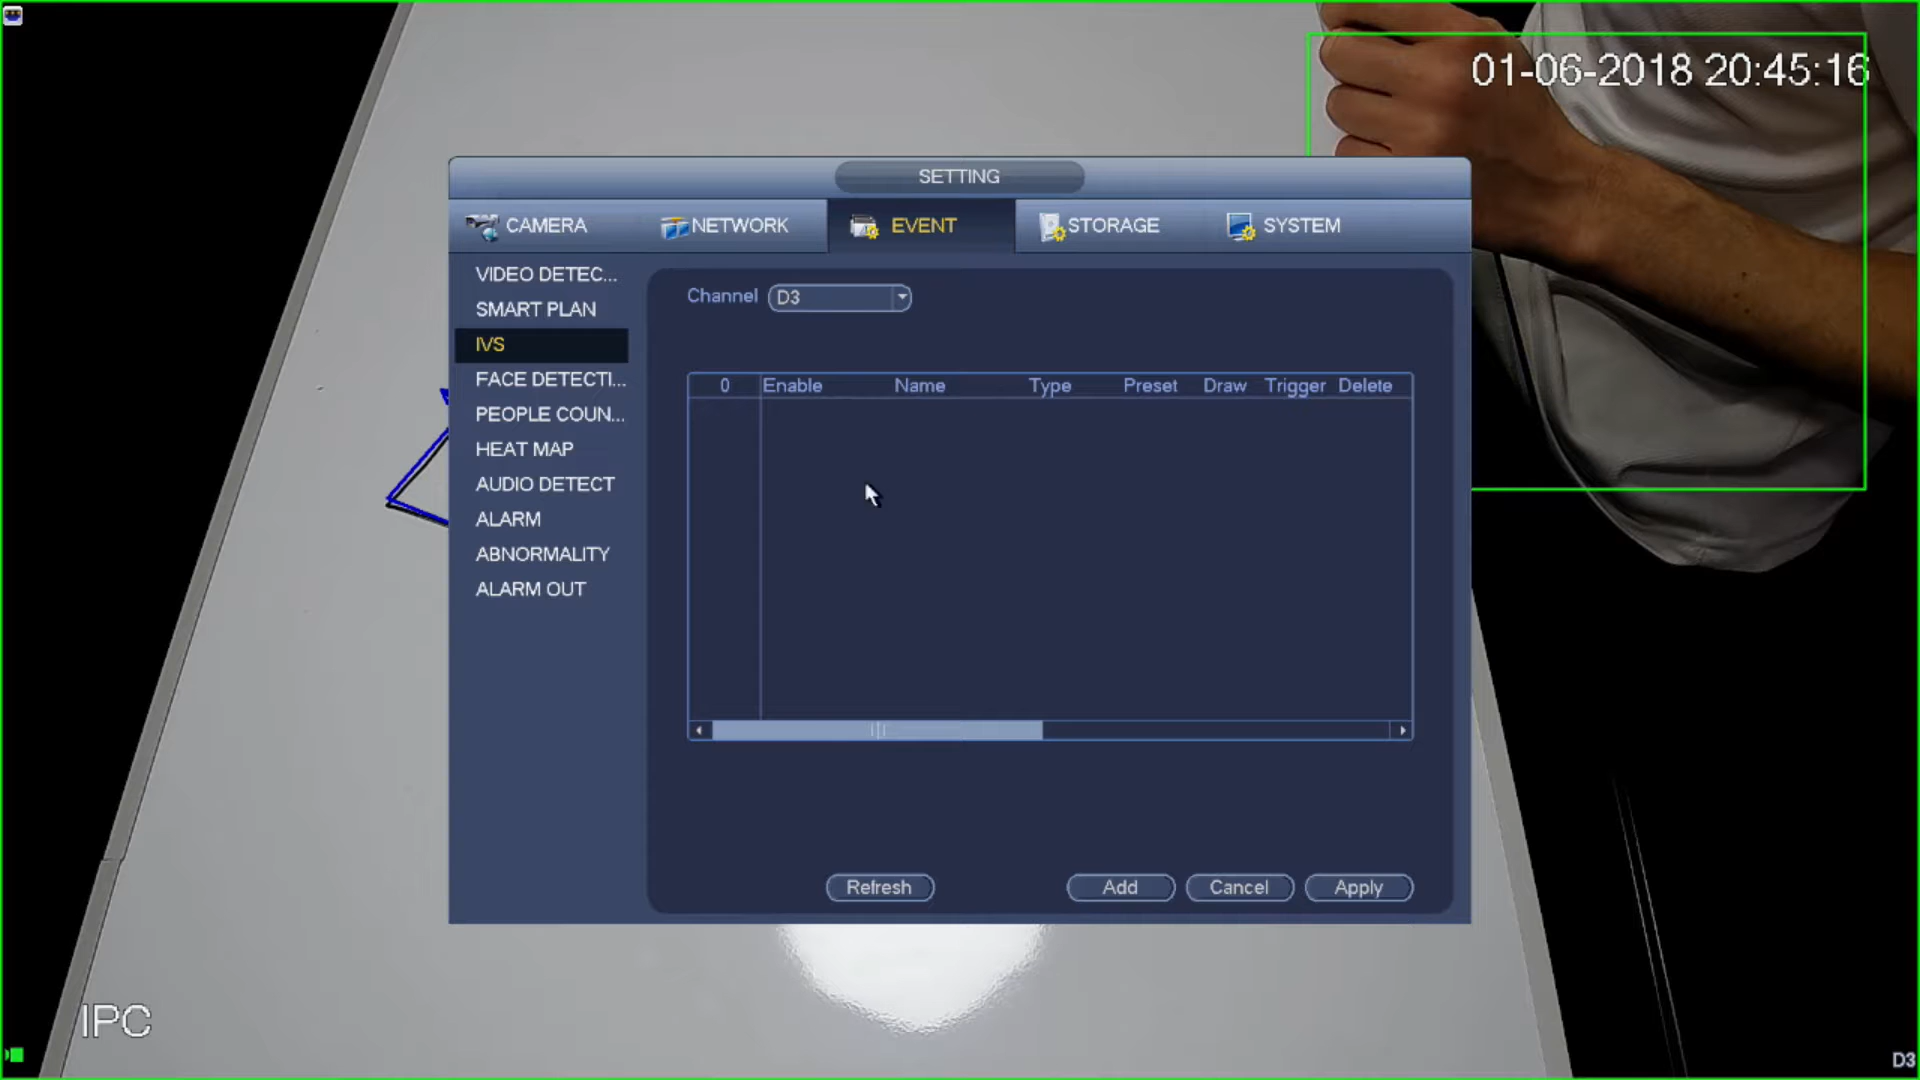 01-06-2018 20:45:16
SETTING
CAMERA NETWORK EVENT STORAGE SYSTEM
VIDEO DETEC...
SMART PLAN
IVS
FACE DETECTI...
PEOPLE COUN...
HEAT MAP
AUDIO DETECT
ALARM
ABNORMALITY
ALARM OUT
Channel D3
0 Enable Name Type Preset Draw Trigger Delete
Refresh Add Cancel Apply
IPC
D3